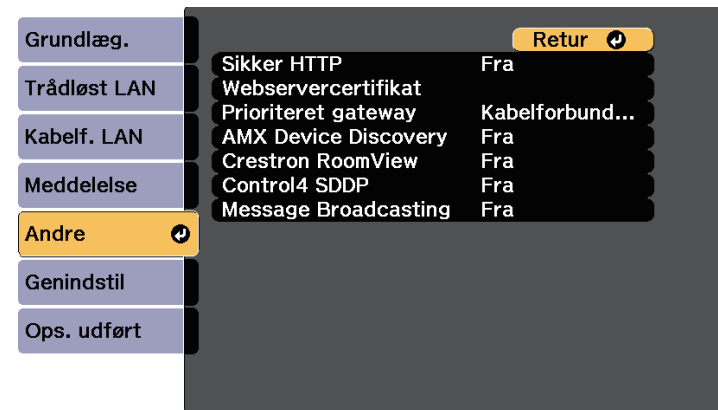 Grundlæg.
Trådløst LAN
Kabelf. LAN
Meddelelse
Andre
Genindstil
Ops. udført
Retur
Sikker HTTP Fra
Webservercertifikat
Prioriteret gateway Kabelforbund...
AMX Device Discovery Fra
Crestron RoomView Fra
Control4 SDDP Fra
Message Broadcasting Fra